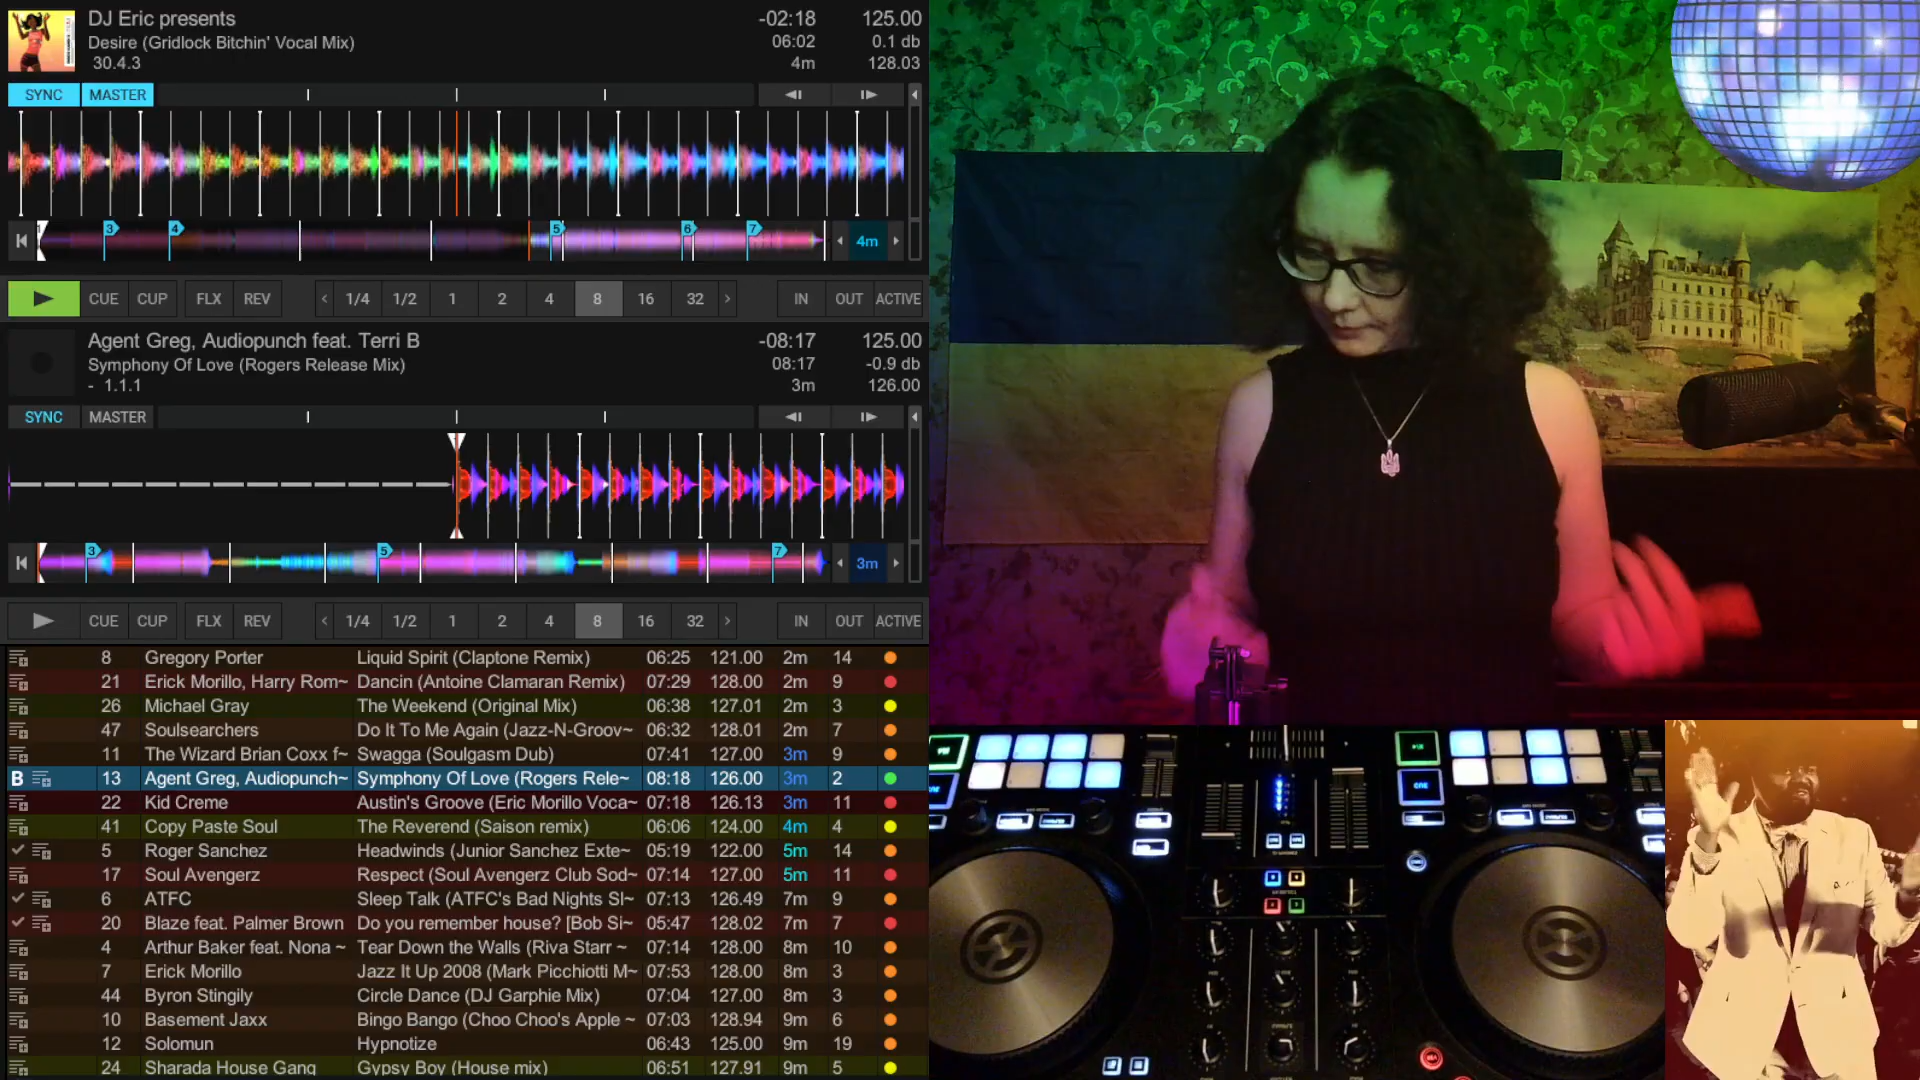 DJ Eric presents -02:18 125.00
Desire (Gridlock Bitchin' Vocal Mix) 06:02 0.1 db
30.4.3 4m 128.03
SYNC MASTER
3 4 5 6 7 4m
CUE CUP FLX REV < 1/4 1/2 1 2 4 8 16 32 > IN OUT ACTIVE
Agent Greg, Audiopunch feat. Terri B -08:17 125.00
Symphony Of Love (Rogers Release Mix) 08:17 -0.9 db
- 1.1.1 3m 126.00
SYNC MASTER
3 5 7 3m
CUE CUP FLX REV < 1/4 1/2 1 2 4 8 16 32 > IN OUT ACTIVE
8 Gregory Porter Liquid Spirit (Claptone Remix) 06:25 121.00 2m 14
21 Erick Morillo, Harry Rom~ Dancin (Antoine Clamaran Remix) 07:29 128.00 2m 9
26 Michael Gray The Weekend (Original Mix) 06:38 127.01 2m 3
47 Soulsearchers Do It To Me Again (Jazz-N-Groov~ 06:32 128.01 2m 7
11 The Wizard Brian Coxx f~ Swagga (Soulgasm Dub) 07:41 127.00 3m 9
B 13 Agent Greg, Audiopunch~ Symphony Of Love (Rogers Rele~ 08:18 126.00 3m 2
22 Kid Creme Austin's Groove (Eric Morillo Voca~ 07:18 126.13 3m 11
41 Copy Paste Soul The Reverend (Saison remix) 06:06 124.00 4m 4
5 Roger Sanchez Headwinds (Junior Sanchez Exte~ 05:19 122.00 5m 14
17 Soul Avengerz Respect (Soul Avengerz Club Sod~ 07:14 127.00 5m 11
6 ATFC Sleep Talk (ATFC's Bad Nights Sl~ 07:13 126.49 7m 9
20 Blaze feat. Palmer Brown Do you remember house? [Bob Si~ 05:47 128.02 7m 7
4 Arthur Baker feat. Nona ~ Tear Down the Walls (Riva Starr ~ 07:14 128.00 8m 10
7 Erick Morillo Jazz It Up 2008 (Mark Picchiotti M~ 07:53 128.00 8m 3
44 Byron Stingily Circle Dance (DJ Garphie Mix) 07:04 127.00 8m 3
10 Basement Jaxx Bingo Bango (Choo Choo's Apple ~ 07:03 128.94 9m 6
12 Solomun Hypnotize 06:43 125.00 9m 19
24 Sharada House Gang Gypsy Boy (House mix) 06:51 127.91 9m 5